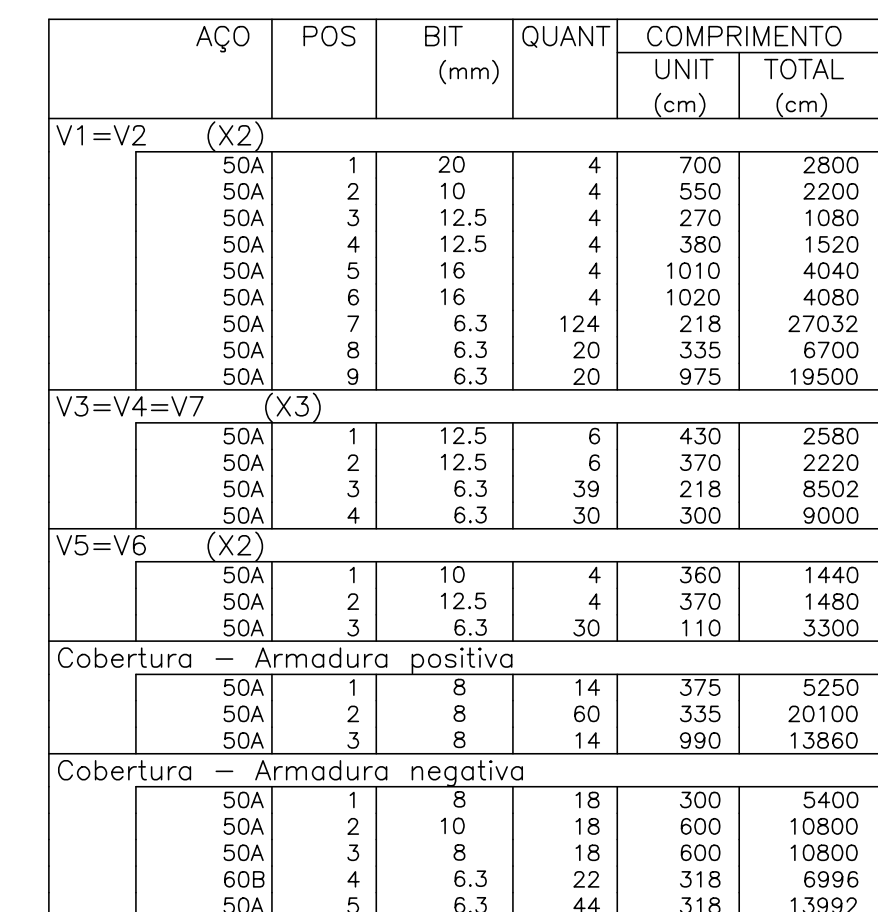 AÇO POS BIT QUANT COMPRIMENTO
(mm) UNIT TOTAL
(cm) (cm)
V1=V2 (X2)
50A 1 20 4 700 2800
50A 2 10 4 550 2200
50A 3 12.5 4 270 1080
50A 4 12.5 4 380 1520
50A 5 16 4 1010 4040
50A 6 16 4 1020 4080
50A 7 6.3 124 218 27032
50A 8 6.3 20 335 6700
50A 9 6.3 20 975 19500
V3=V4=V7 (X3)
50A 1 12.5 6 430 2580
50A 2 12.5 6 370 2220
50A 3 6.3 39 218 8502
50A 4 6.3 30 300 9000
V5=V6 (X2)
50A 1 10 4 360 1440
50A 2 12.5 4 370 1480
50A 3 6.3 30 110 3300
Cobertura – Armadura positiva
50A 1 8 14 375 5250
50A 2 8 60 335 20100
50A 3 8 14 990 13860
Cobertura – Armadura negativa
50A 1 8 18 300 5400
50A 2 10 18 600 10800
50A 3 8 18 600 10800
60B 4 6.3 22 318 6996
50A 5 6.3 44 318 13992